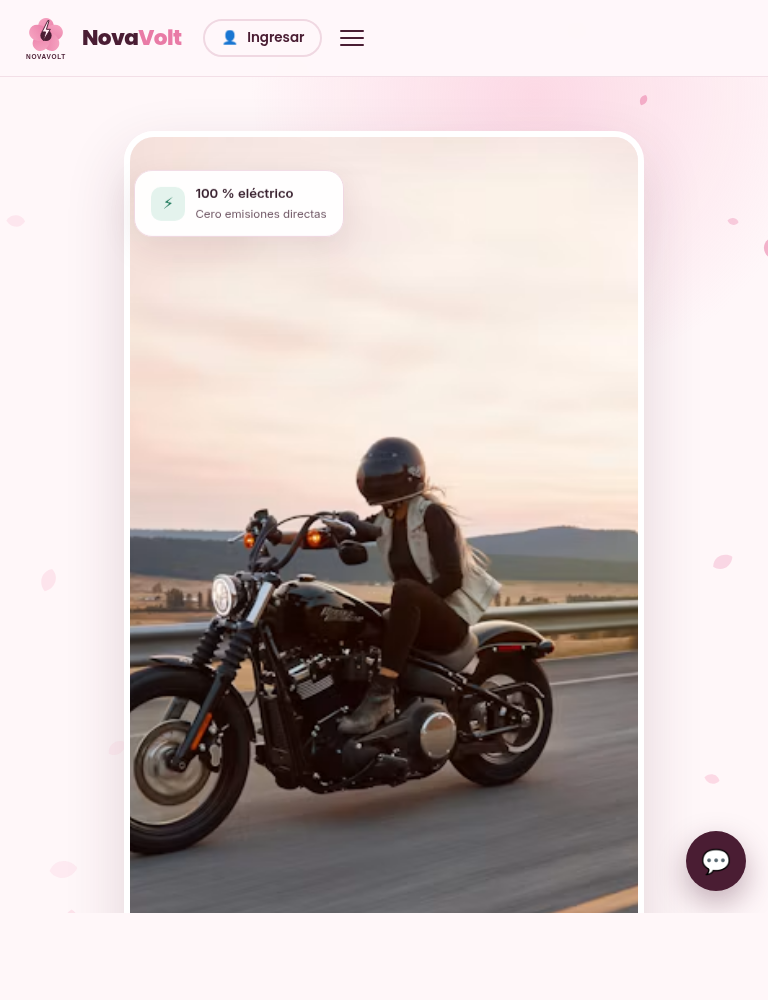 NOVAVOLT
NovaVolt
Ingresar
100 % eléctrico
Cero emisiones directas